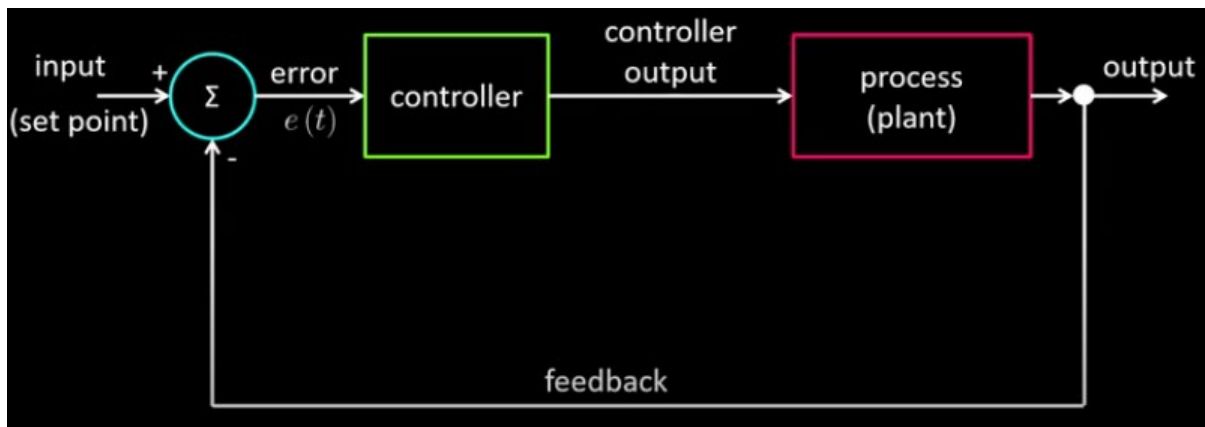 input
(set point)
+
Σ
-
error
e (t)
controller
controller
output
process
(plant)
output
feedback